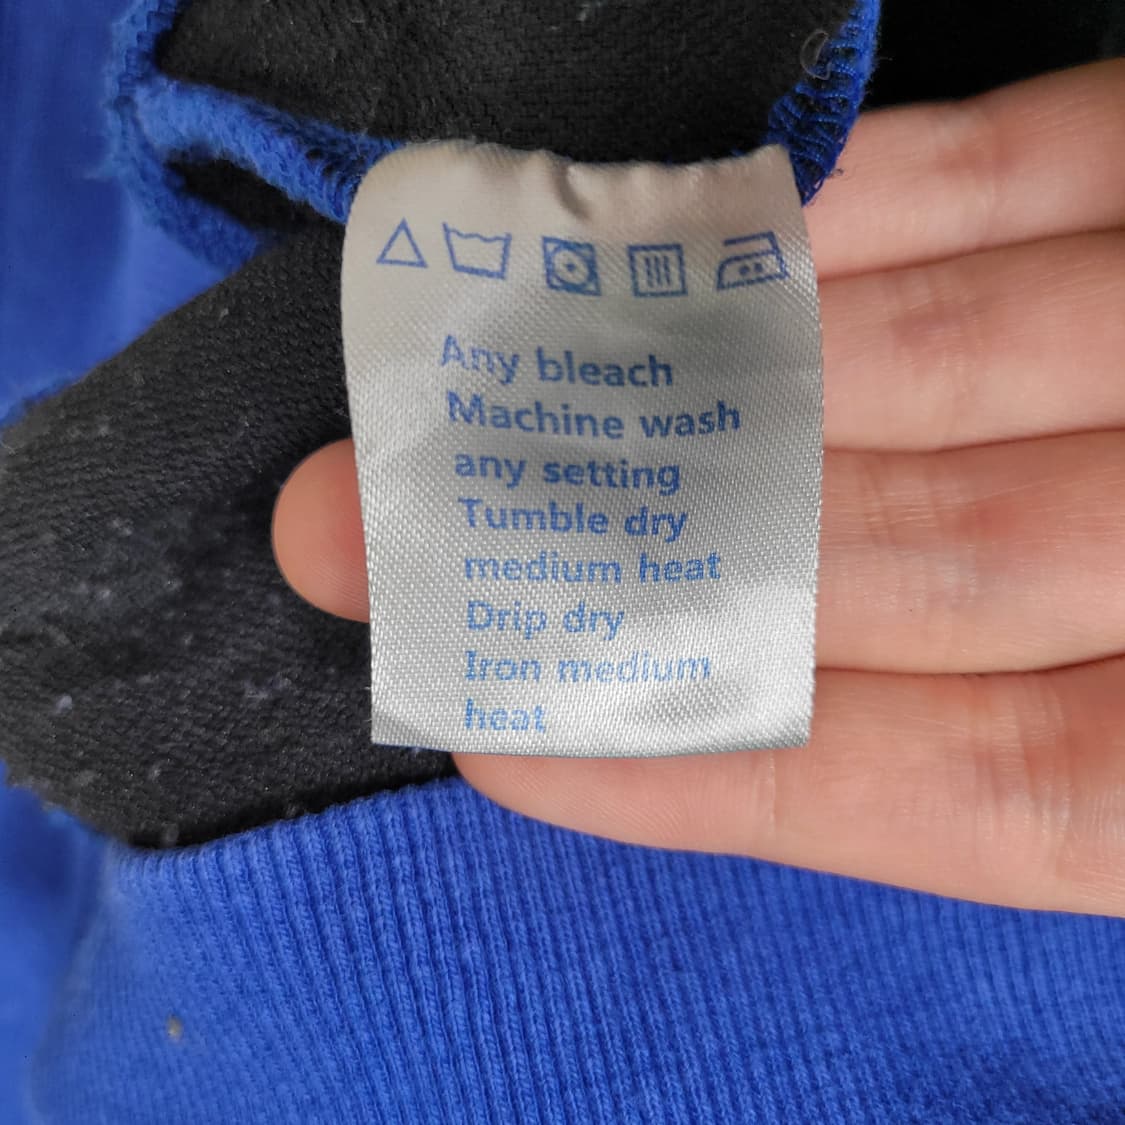 Any bleach
Machine wash
any setting
Tumble dry
medium heat
Drip dry
Iron medium
heat